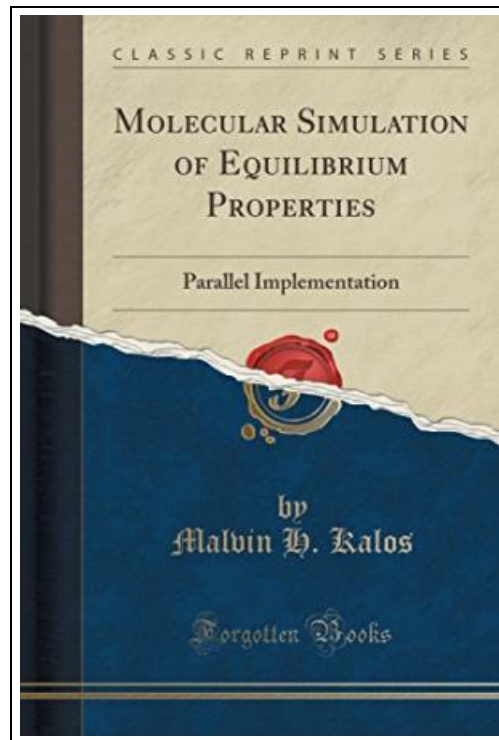 CLASSIC REPRINT SERIES
MOLECULAR SIMULATION
OF EQUILIBRIUM
PROPERTIES
Parallel Implementation
by
Malvin H. Kalos
Forgotten Books